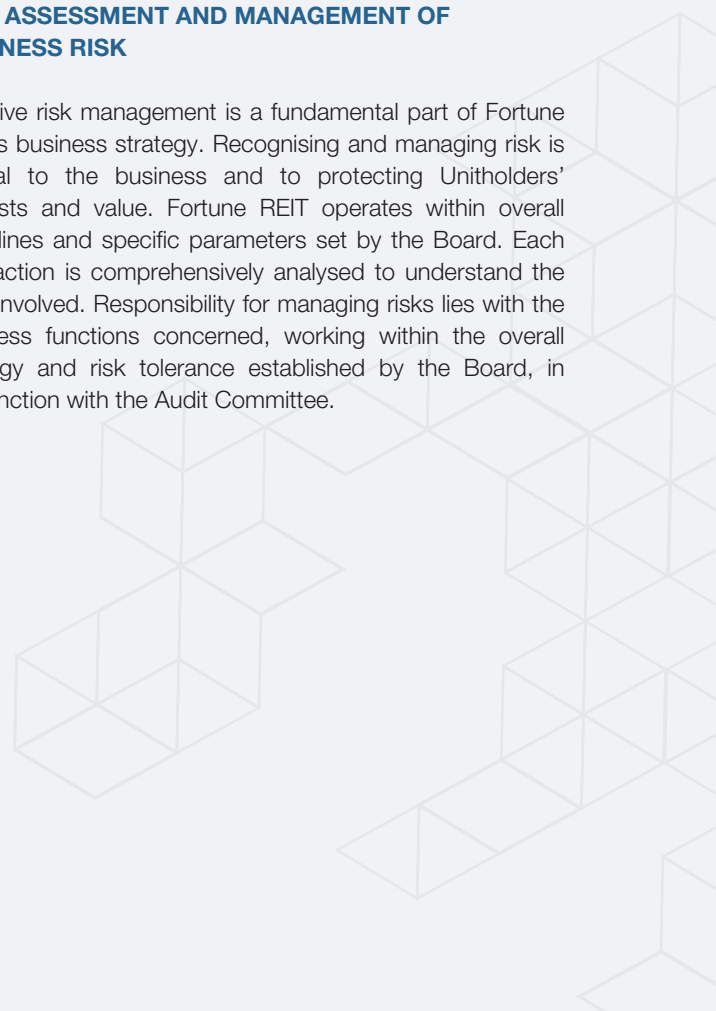 ASSESSMENT AND MANAGEMENT OF
NESS RISK
ive risk management is a fundamental part of Fortune
s business strategy. Recognising and managing risk is
al to the business and to protecting Unitholders’
sts and value. Fortune REIT operates within overall
lines and specific parameters set by the Board. Each
action is comprehensively analysed to understand the
nvolved. Responsibility for managing risks lies with the
ess functions concerned, working within the overall
gy and risk tolerance established by the Board, in
nction with the Audit Committee.